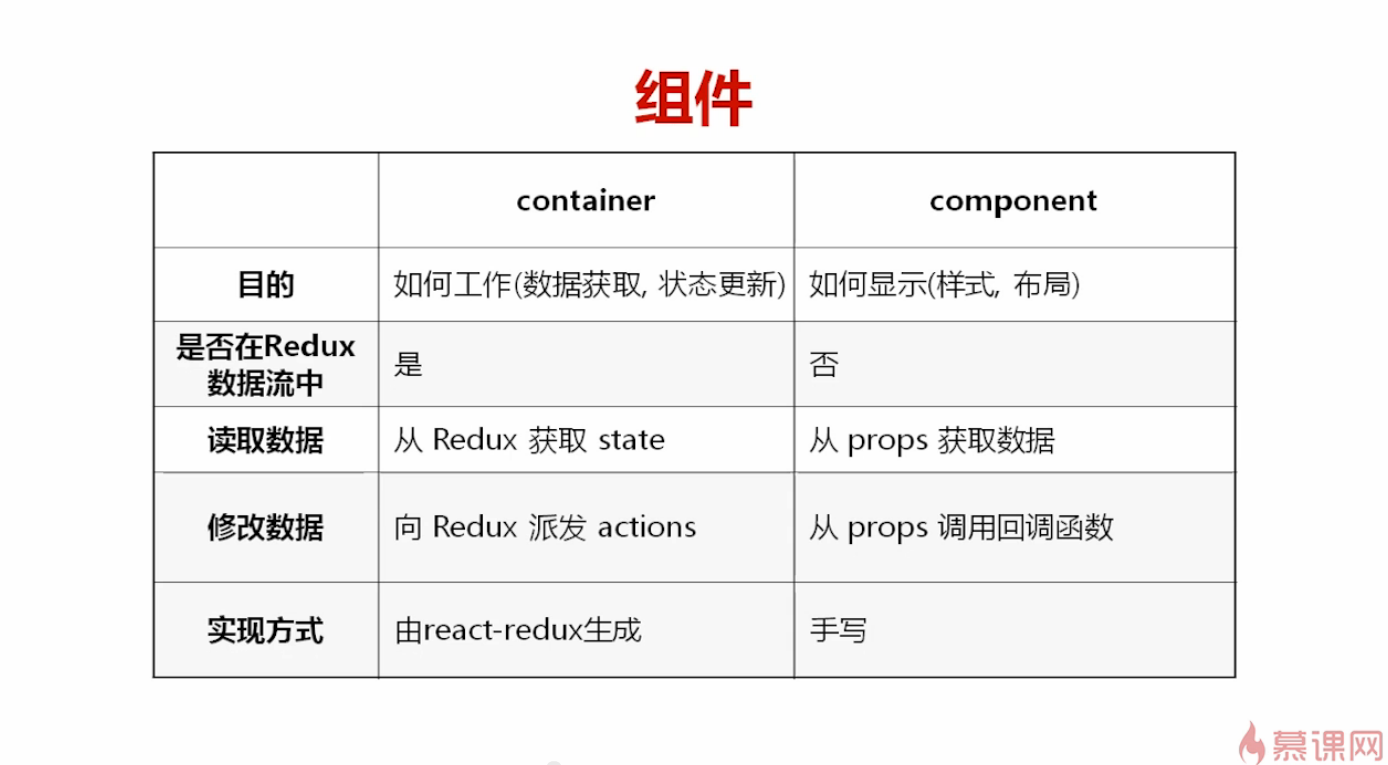 组件
container component
目的 如何工作(数据获取, 状态更新) 如何显示(样式, 布局)
是否在Redux
数据流中 是 否
读取数据 从 Redux 获取 state 从 props 获取数据
修改数据 向 Redux 派发 actions 从 props 调用回调函数
实现方式 由react-redux生成 手写
慕课网